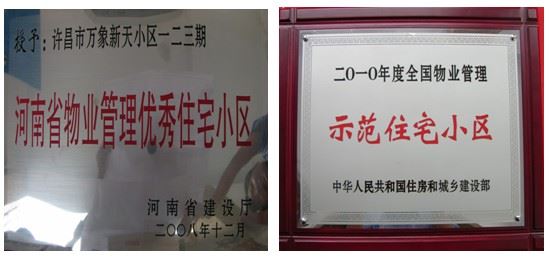 授予：许昌市万象新天小区一二三期
河南省物业管理优秀住宅小区
河南省建设厅
二〇〇八年十二月
二〇一〇年度全国物业管理
示范住宅小区
中华人民共和国住房和城乡建设部